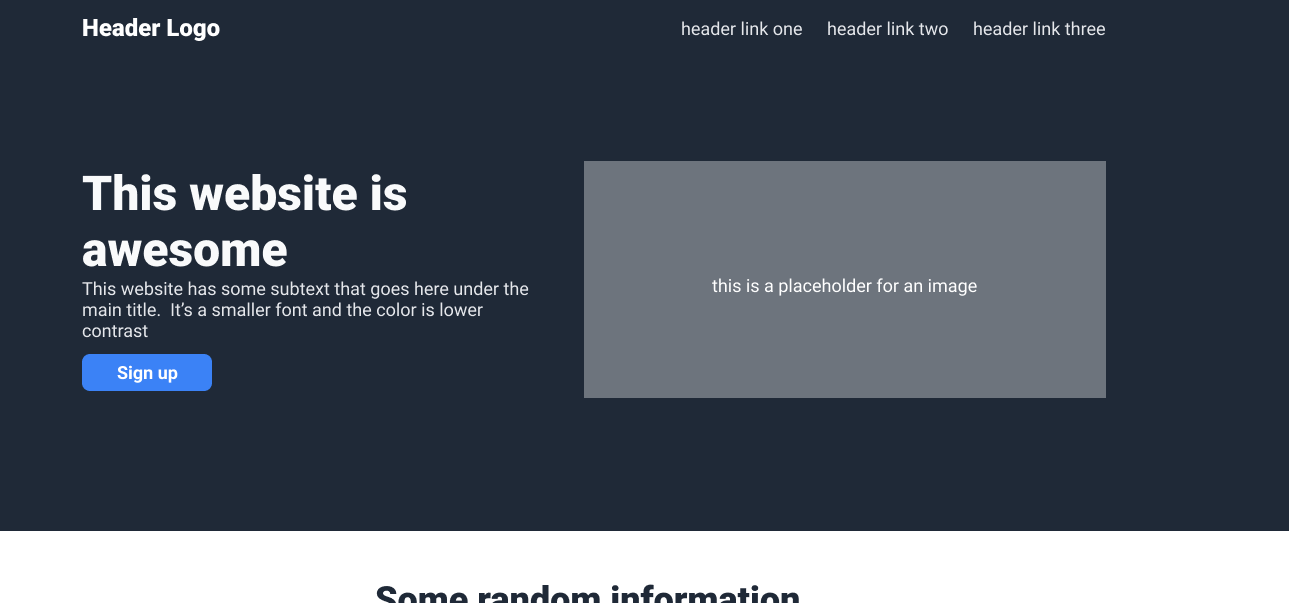 Header Logo
header link one header link two header link three
This website is
awesome
This website has some subtext that goes here under the
main title.  It’s a smaller font and the color is lower
contrast
Sign up
this is a placeholder for an image
Some random information